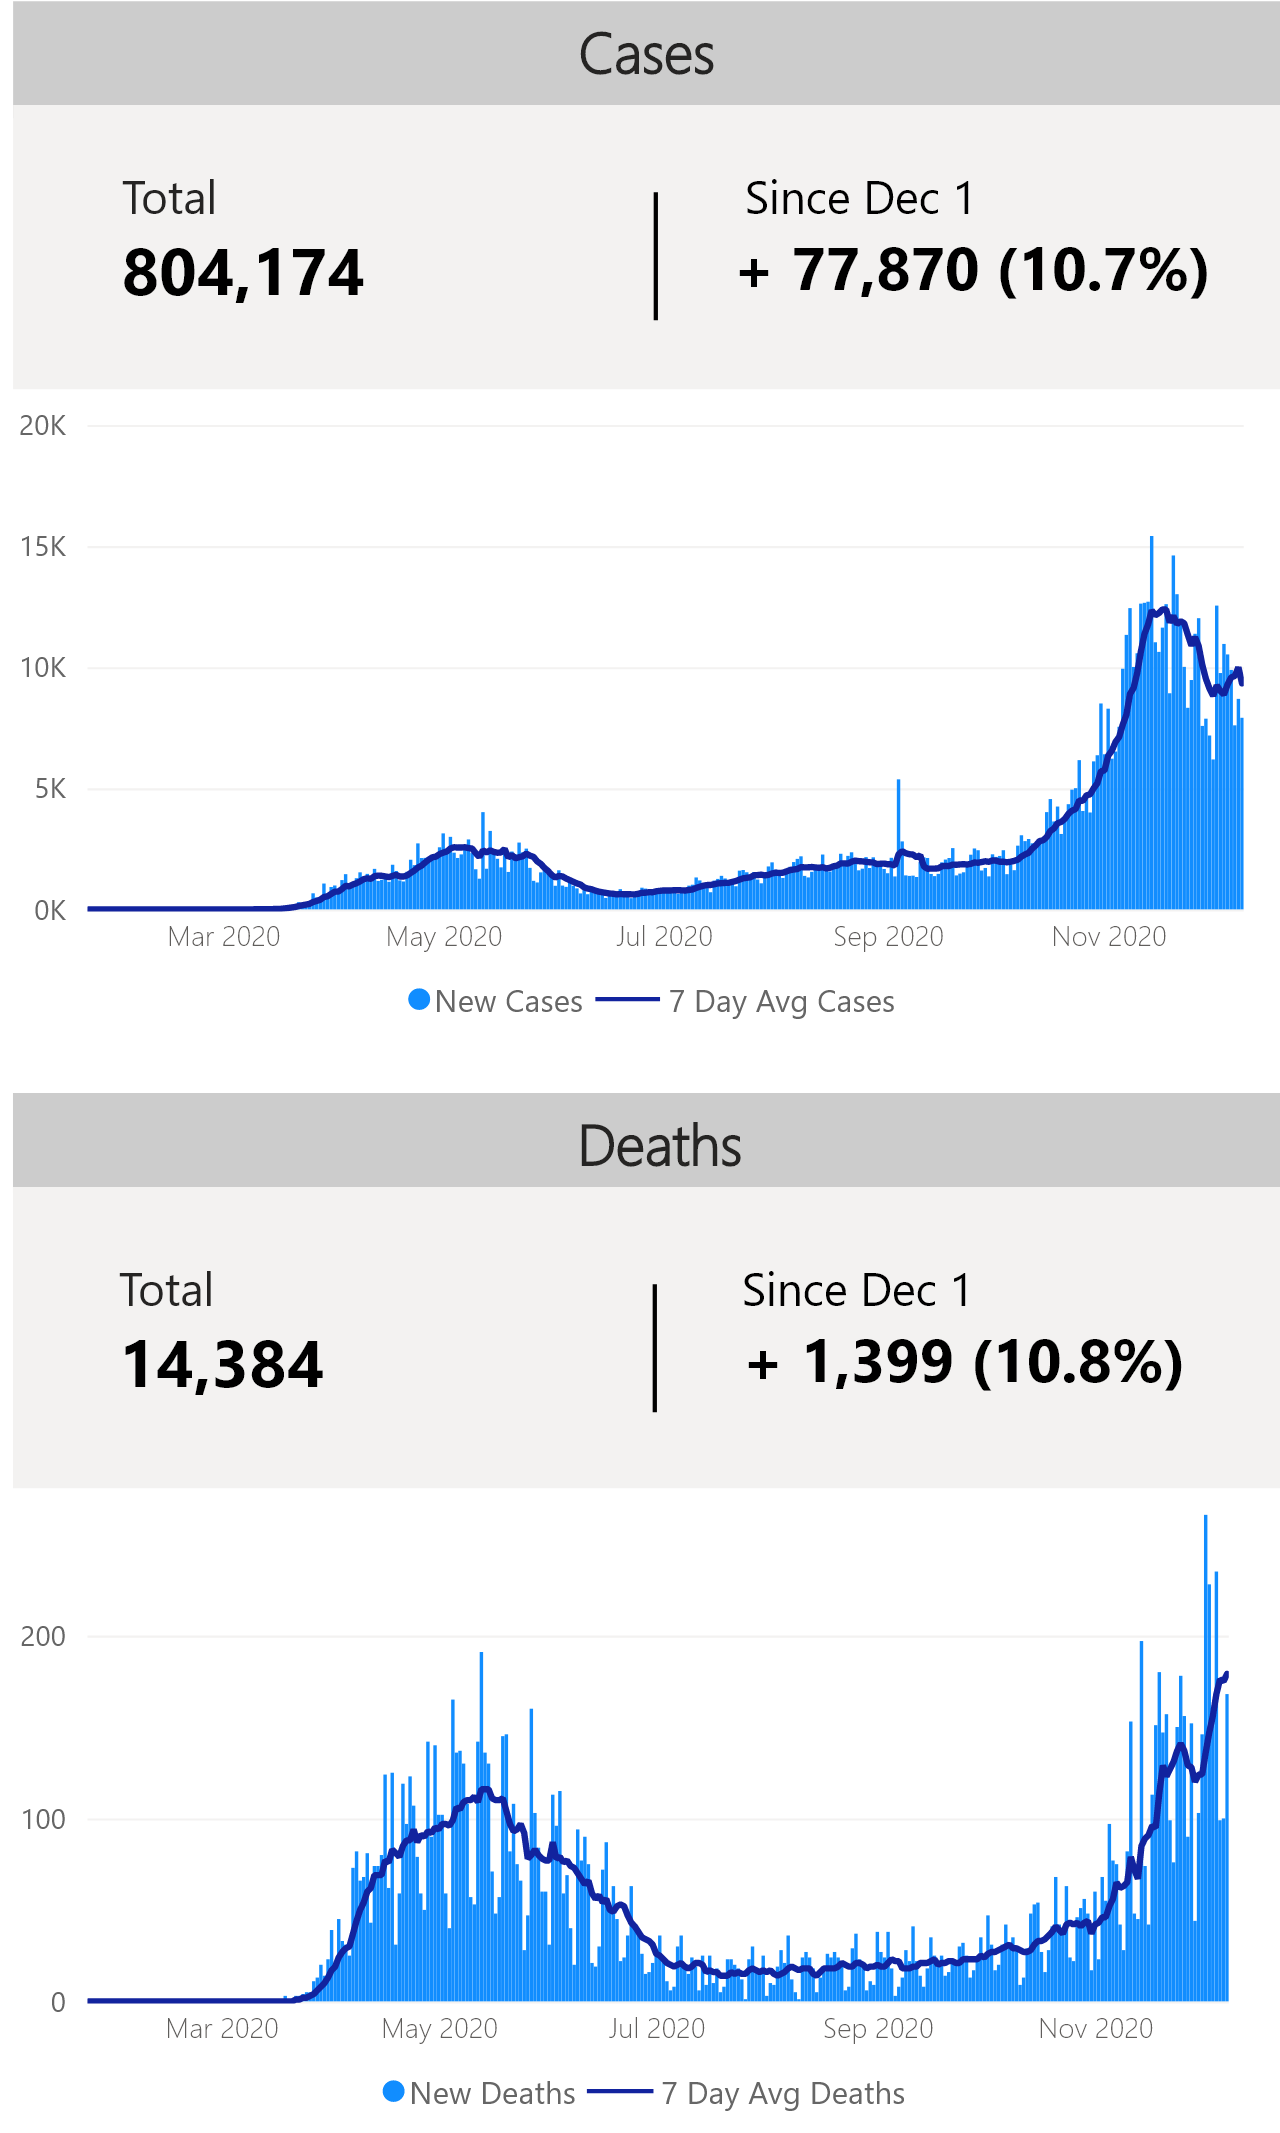 Cases
Total
Since Dec 1
804,174
+ 77,870 (10.7%)
20K
15K
10K
5K
0K
Mar 2020
May 2020
Jul 2020
Sep 2020
Nov 2020
New Cases
7 Day Avg Cases
Deaths
Total
Since Dec 1
14,384
+ 1,399 (10.8%)
200
100
0
Mar 2020
May 2020
Jul 2020
Sep 2020
Nov 2020
New Deaths
7 Day Avg Deaths